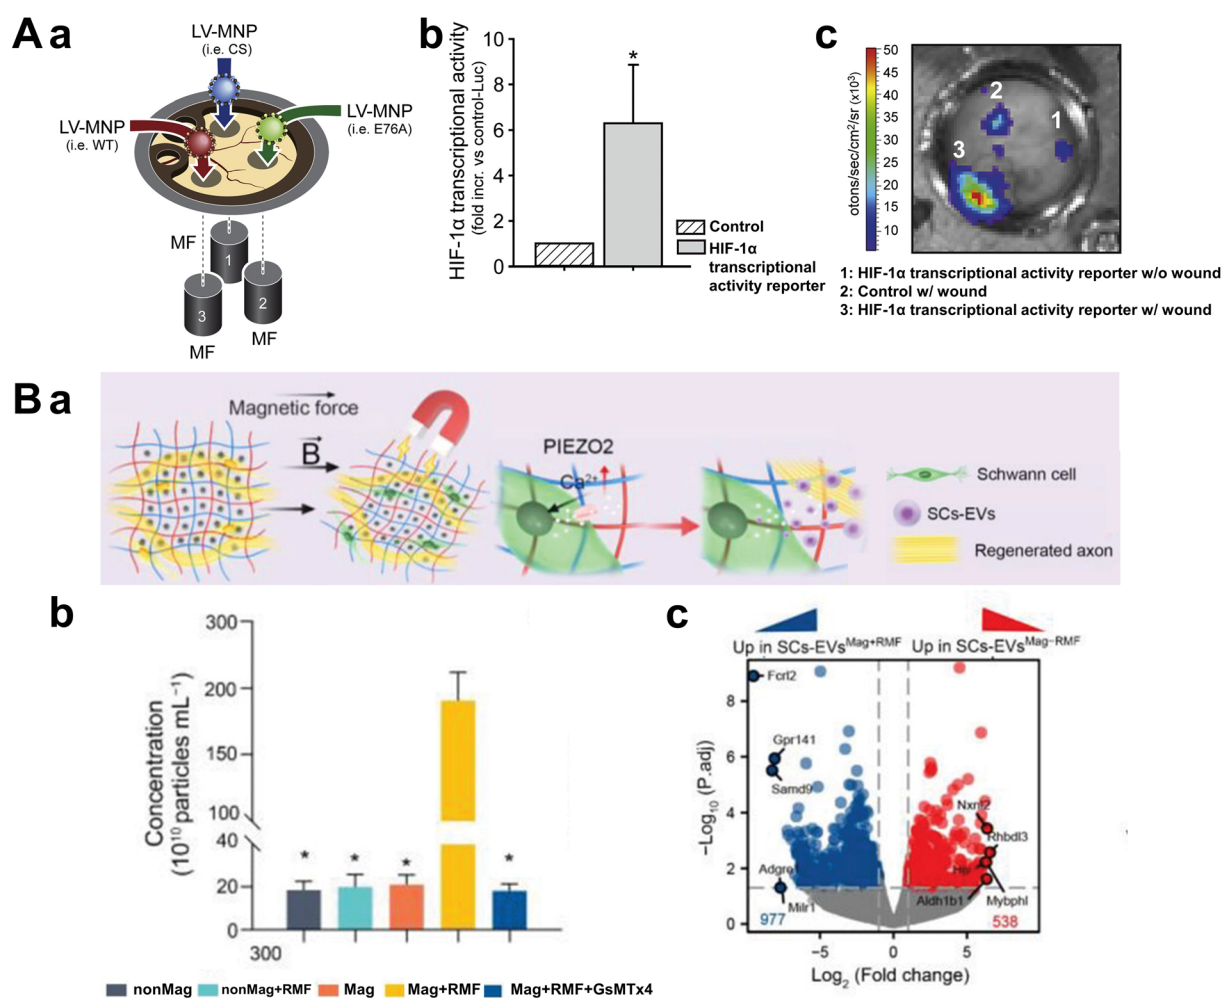 A a
LV-MNP
(i.e. CS)
LV-MNP
(i.e. WT)
LV-MNP
(i.e. E76A)
MF
1
2
3
MF
MF
b
HIF-1α transcriptional activity
(fold incr. vs control-Luc)
10
8
6
4
2
0
*
Control
HIF-1α
transcriptional
activity reporter
c
otons/sec/cm2/sr (x10³)
50
45
40
35
30
25
20
15
10
2
1
3
1: HIF-1α transcriptional activity reporter w/o wound
2: Control w/ wound
3: HIF-1α transcriptional activity reporter w/ wound
B a
Magnetic force
B
PIEZO2
Ca²⁺
Schwann cell
SCs-EVs
Regenerated axon
b
Concentration
(10¹⁰ particles mL⁻¹)
300
200
150
100
40
20
0
* * * *
300
nonMag nonMag+RMF Mag Mag+RMF Mag+RMF+GsMTx4
c
Up in SCs-EVsMag+RMF Up in SCs-EVsMag−RMF
−Log₁₀ (P.adj)
8
6
4
2
0
Fcrl2
Gpr141
Samd9
Nxnl2
Rhbdl3
Adgre1
Milr1
Aldh1b1
Mybphl
977
538
−5 0 5
Log₂ (Fold change)